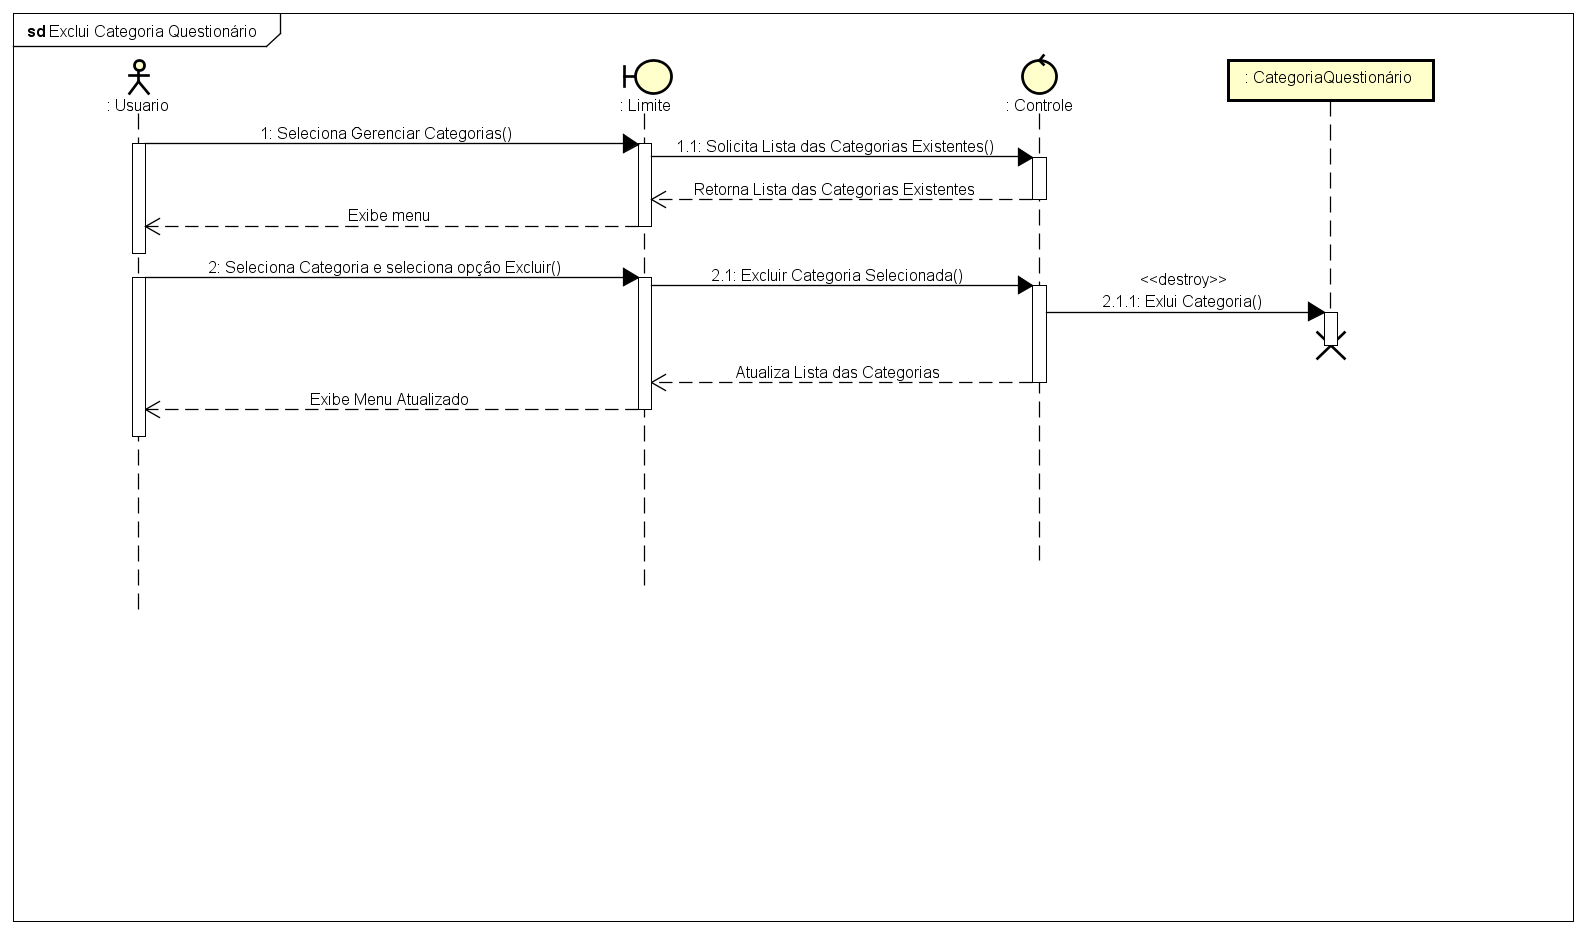 sd Exclui Categoria Questionário
: Usuario
: Limite
: Controle
: CategoriaQuestionário
1: Seleciona Gerenciar Categorias()
1.1: Solicita Lista das Categorias Existentes()
Retorna Lista das Categorias Existentes
Exibe menu
2: Seleciona Categoria e seleciona opção Excluir()
2.1: Excluir Categoria Selecionada()
<<destroy>>
2.1.1: Exlui Categoria()
Atualiza Lista das Categorias
Exibe Menu Atualizado